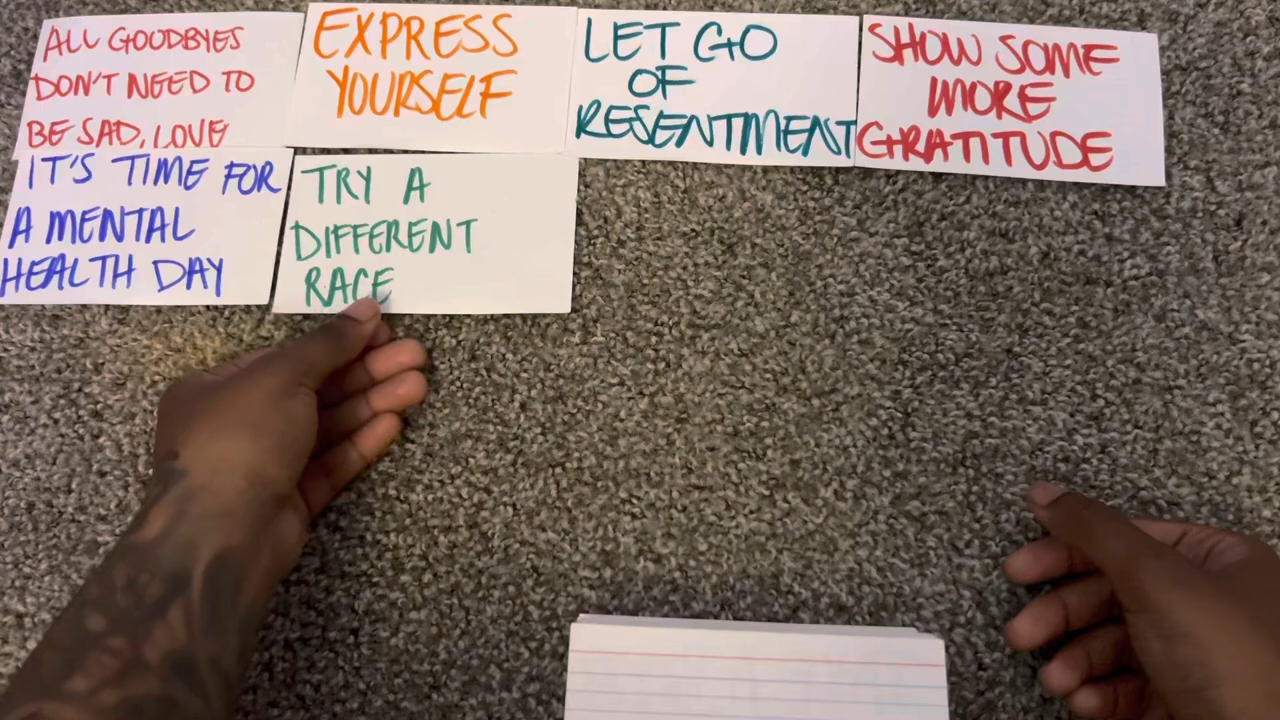 ALL GOODBYES
DON'T NEED TO
BE SAD, LOVE
EXPRESS
YOURSELF
LET GO
OF
RESENTMENT
SHOW SOME
MORE
GRATITUDE
IT'S TIME FOR
A MENTAL
HEALTH DAY
TRY A
DIFFERENT
RACE